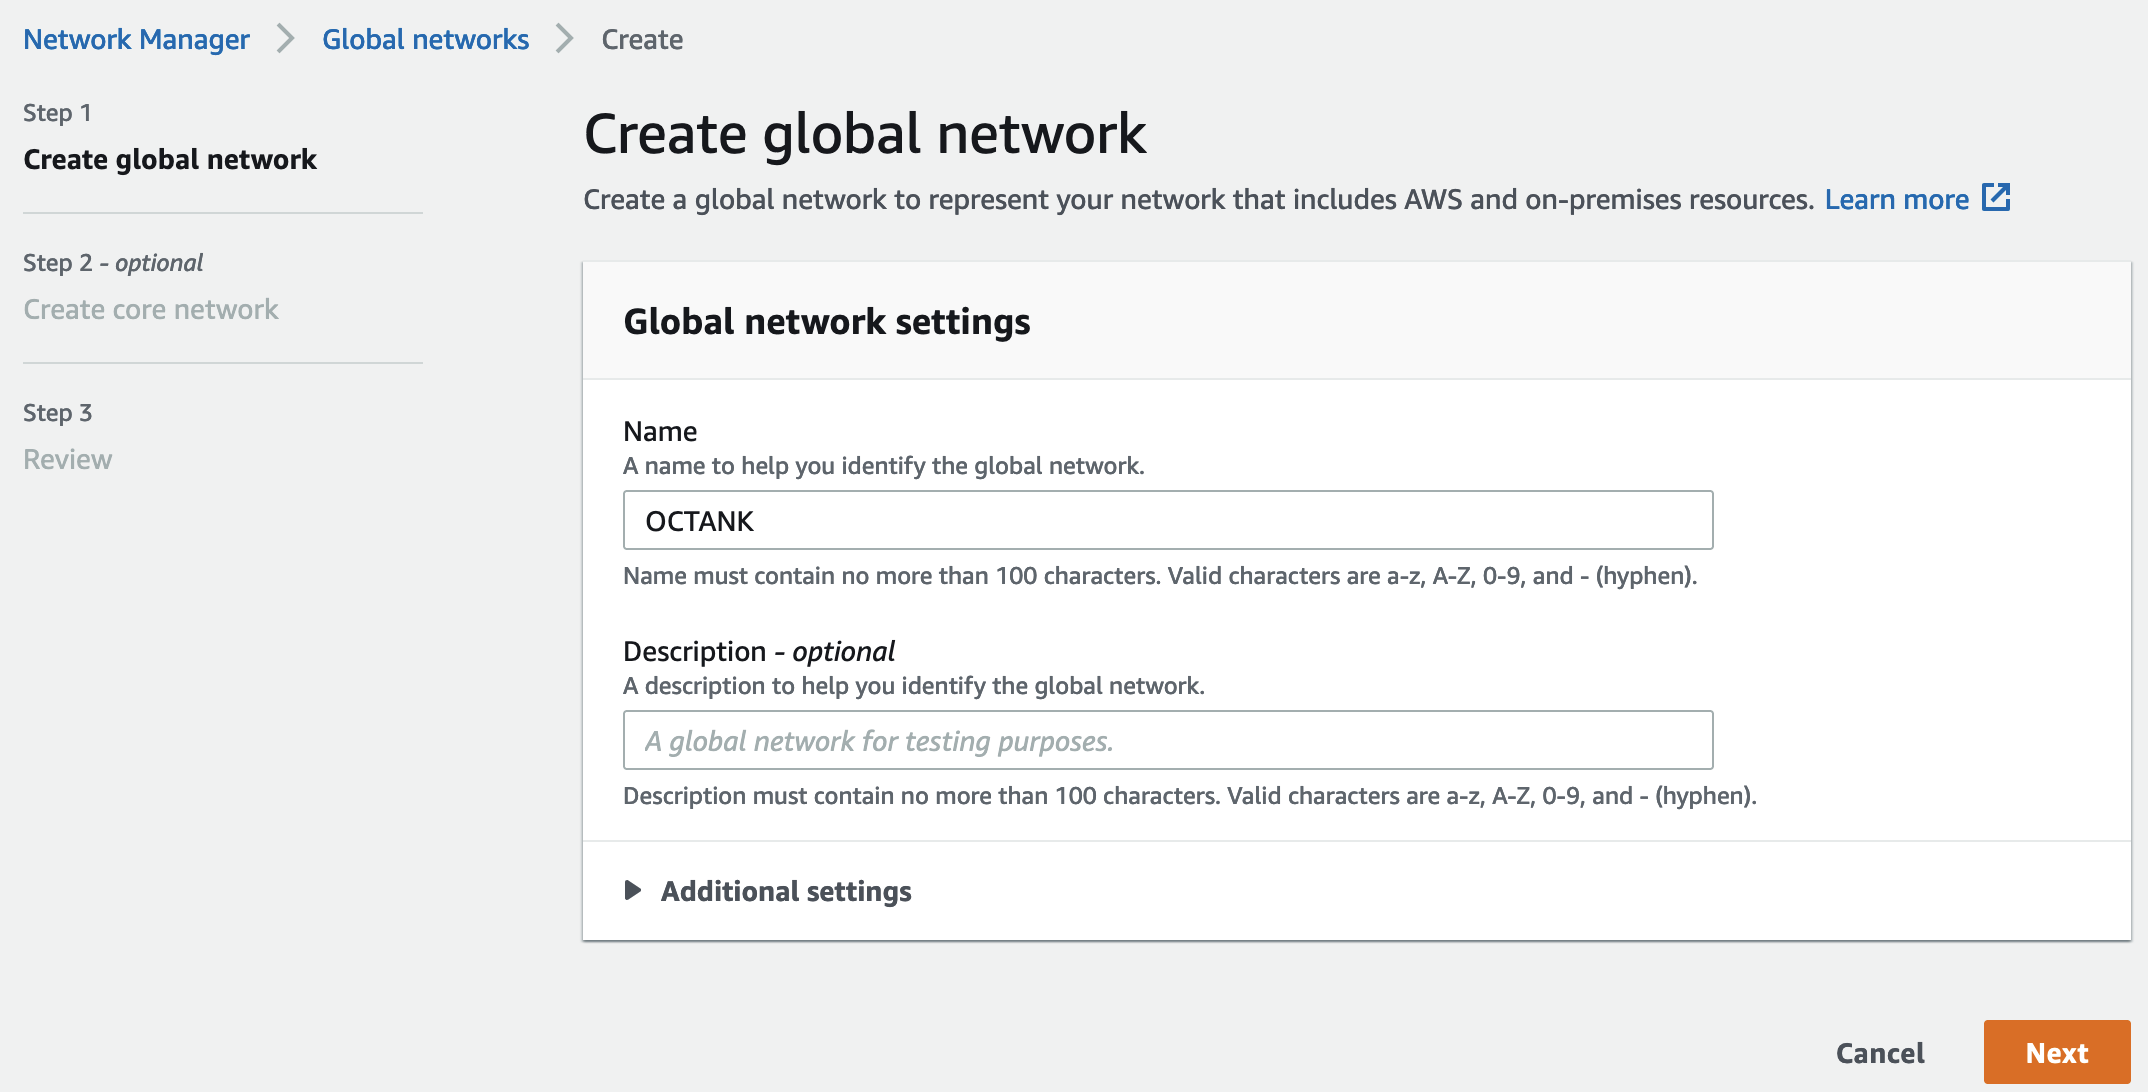 Network Manager > Global networks > Create
Step 1
Create global network
Step 2 - optional
Create core network
Step 3
Review
Create global network
Create a global network to represent your network that includes AWS and on-premises resources. Learn more
Global network settings
Name
A name to help you identify the global network.
OCTANK
Name must contain no more than 100 characters. Valid characters are a-z, A-Z, 0-9, and - (hyphen).
Description - optional
A description to help you identify the global network.
A global network for testing purposes.
Description must contain no more than 100 characters. Valid characters are a-z, A-Z, 0-9, and - (hyphen).
Additional settings
Cancel
Next